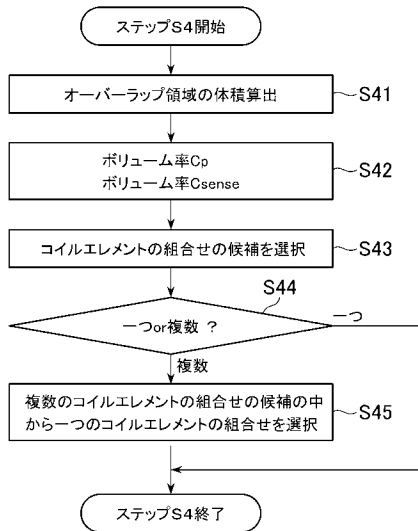 ステップS4開始
オーバーラップ領域の体積算出
S41
ボリューム率Cp
ボリューム率Csense
S42
コイルエレメントの組合せの候補を選択
S43
S44
一つor複数 ?
一つ
複数
複数のコイルエレメントの組合せの候補の中
から一つのコイルエレメントの組合せを選択
S45
ステップS4終了